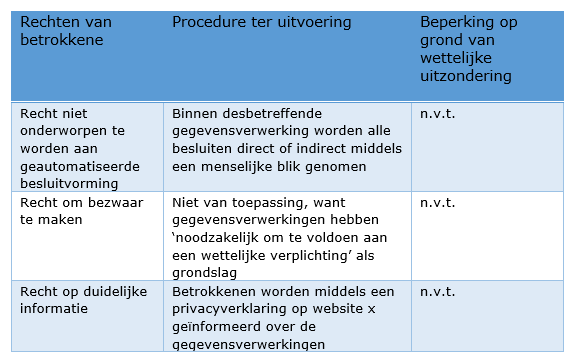 Rechten van betrokkene
Procedure ter uitvoering
Beperking op grond van wettelijke uitzondering
Recht niet onderworpen te worden aan geautomatiseerde besluitvorming
Binnen desbetreffende gegevensverwerking worden alle besluiten direct of indirect middels een menselijke blik genomen
n.v.t.
Recht om bezwaar te maken
Niet van toepassing, want gegevensverwerkingen hebben ‘noodzakelijk om te voldoen aan een wettelijke verplichting’ als grondslag
n.v.t.
Recht op duidelijke informatie
Betrokkenen worden middels een privacyverklaring op website x geïnformeerd over de gegevensverwerkingen
n.v.t.